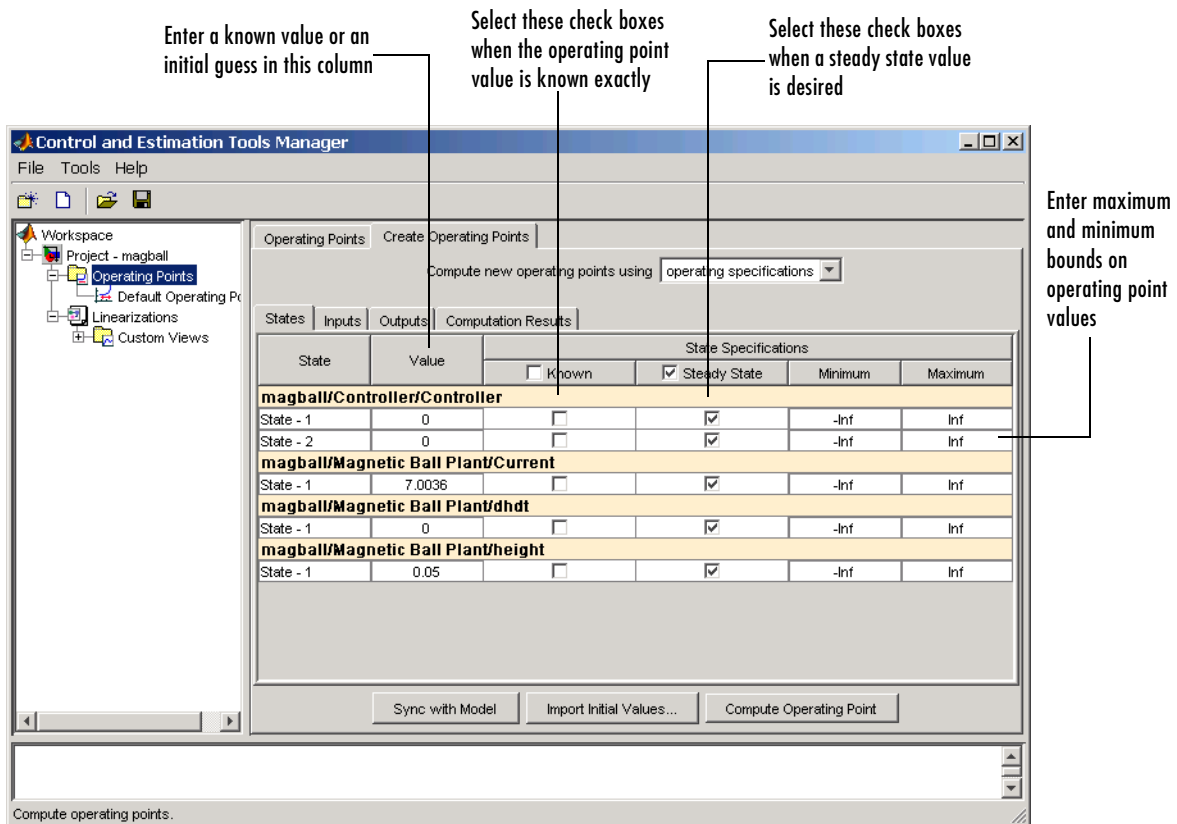 Enter a known value or an
initial guess in this column
Select these check boxes
when the operating point
value is known exactly
Select these check boxes
when a steady state value
is desired
Enter maximum
and minimum
bounds on
operating point
values
Control and Estimation Tools Manager
File Tools Help
Workspace
Project - magball
Operating Points
Default Operating Po
Linearizations
Custom Views
Operating Points Create Operating Points
Compute new operating points using operating specifications
States Inputs Outputs Computation Results
State Value State Specifications
Known Steady State Minimum Maximum
magball/Controller/Controller
State - 1 0 -Inf Inf
State - 2 0 -Inf Inf
magball/Magnetic Ball Plant/Current
State - 1 7.0036 -Inf Inf
magball/Magnetic Ball Plant/dhdt
State - 1 0 -Inf Inf
magball/Magnetic Ball Plant/height
State - 1 0.05 -Inf Inf
Sync with Model Import Initial Values... Compute Operating Point
Compute operating points.